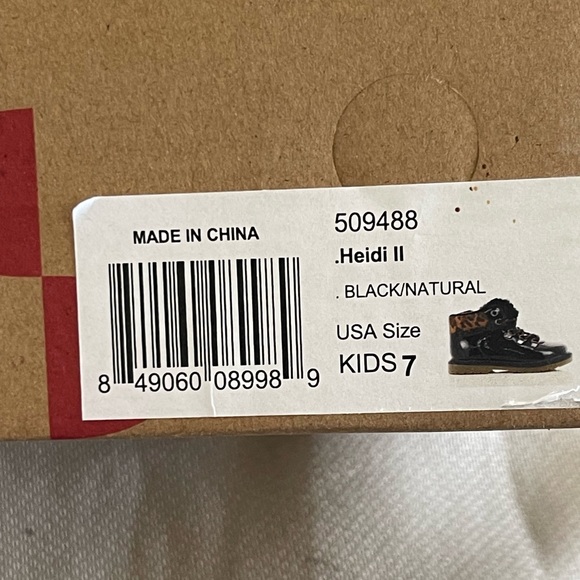 MADE IN CHINA
8 49060 08998 9
509488
.Heidi II
. BLACK/NATURAL
USA Size
KIDS 7